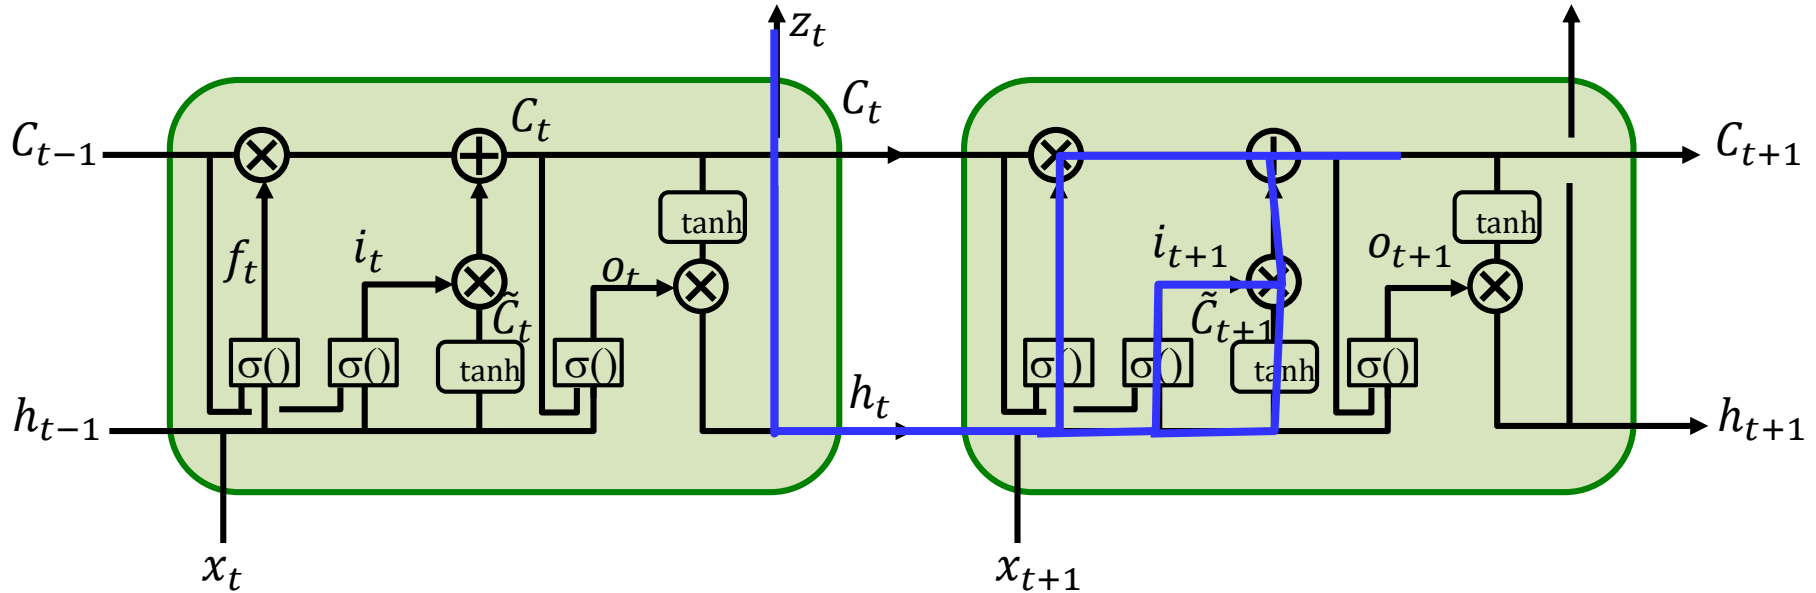 z_t
C_{t−1} C_t C_t C_{t+1}
tanh tanh
f_t i_t o_t i_{t+1} o_{t+1}
C̃_t C̃_{t+1}
σ() σ() tanh σ() σ() σ() tanh σ()
h_{t−1} h_t h_{t+1}
x_t x_{t+1}